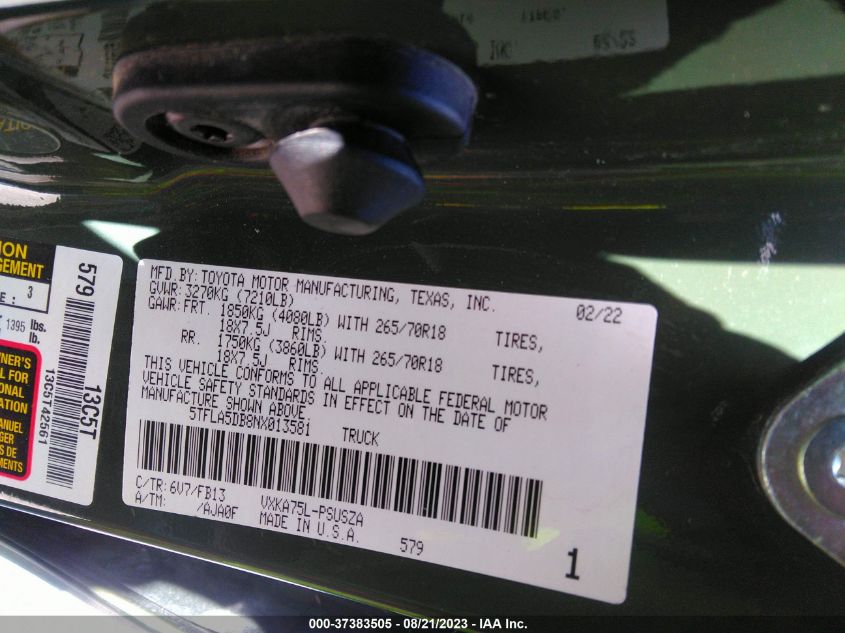 MFD.BY:TOYOTA MOTOR MANUFACTURING, TEXAS, INC. 02/22
GVWR:3270KG (7210LB)
GAWR:FRT. 1850KG (4080LB) WITH 265/70R18 TIRES,
18X7.5J RIMS.
RR. 1750KG (3860LB) WITH 265/70R18 TIRES,
18X7.5J RIMS.
THIS VEHICLE CONFORMS TO ALL APPLICABLE FEDERAL MOTOR
VEHICLE SAFETY STANDARDS IN EFFECT ON THE DATE OF
MANUFACTURE SHOWN ABOVE.
5TFLA5DB8NX013581 TRUCK
C/TR:6V7/FB13 VXKA75L-PSUSZA
A/TM: /AJA0F MADE IN U.S.A.
579
1
579
13C5T
13C5T42561
3
1395 lbs.
lb.
000-37383505 - 08/21/2023 - IAA Inc.